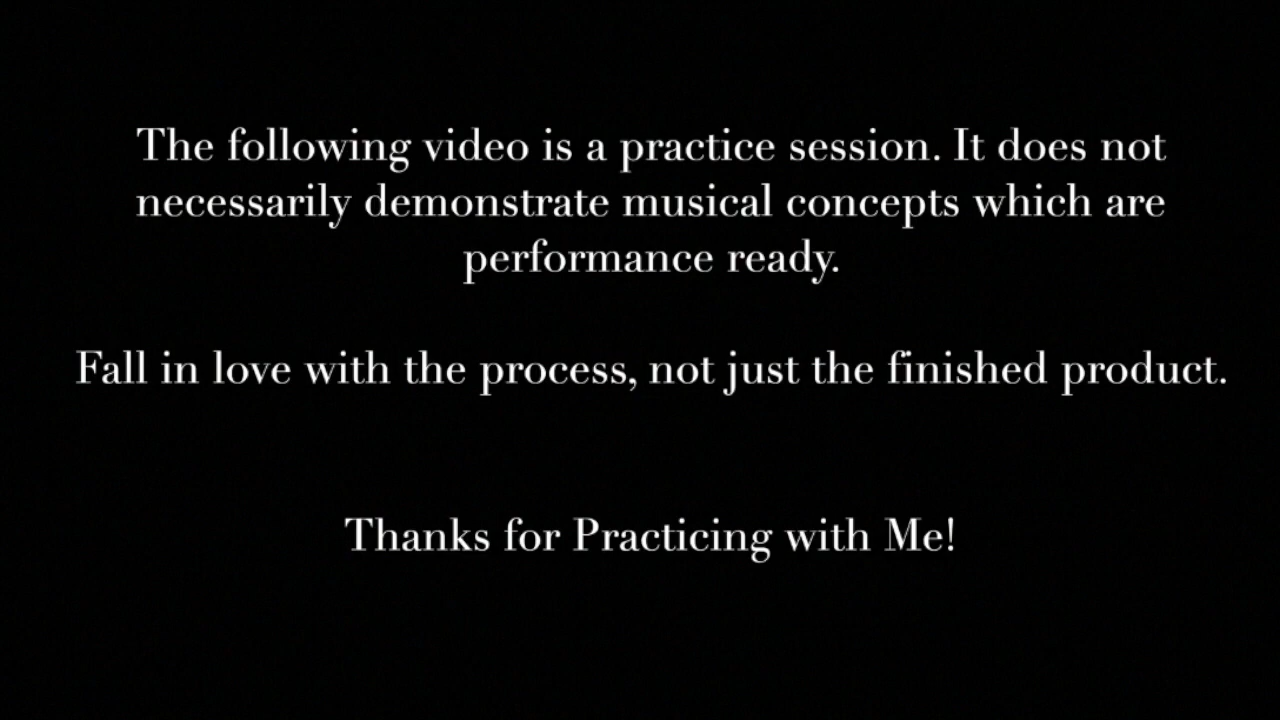 The following video is a practice session. It does not
necessarily demonstrate musical concepts which are
performance ready.
Fall in love with the process, not just the finished product.
Thanks for Practicing with Me!